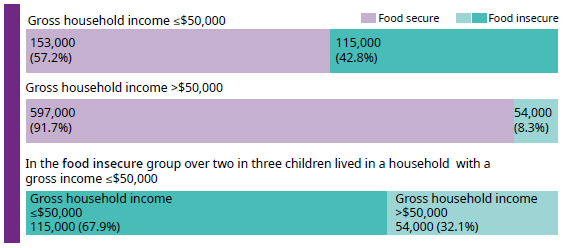 Gross household income ≤$50,000
Food secure
Food insecure
153,000
(57.2%)
115,000
(42.8%)
Gross household income >$50,000
597,000
(91.7%)
54,000
(8.3%)
In the food insecure group over two in three children lived in a household with a
gross income ≤$50,000
Gross household income
≤$50,000
115,000 (67.9%)
Gross household income
>$50,000
54,000 (32.1%)